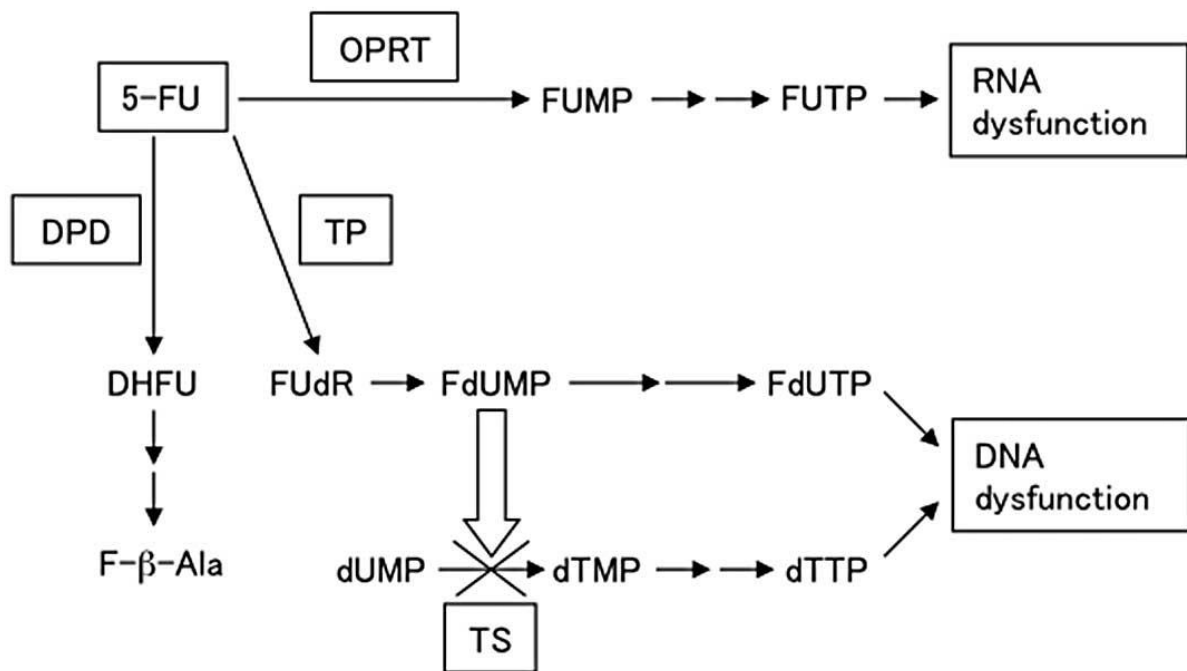 OPRT
5-FU
FUMP
FUTP
RNA
dysfunction
DPD
TP
DHFU
FUdR
FdUMP
FdUTP
DNA
dysfunction
F-β-Ala
dUMP
dTMP
dTTP
TS